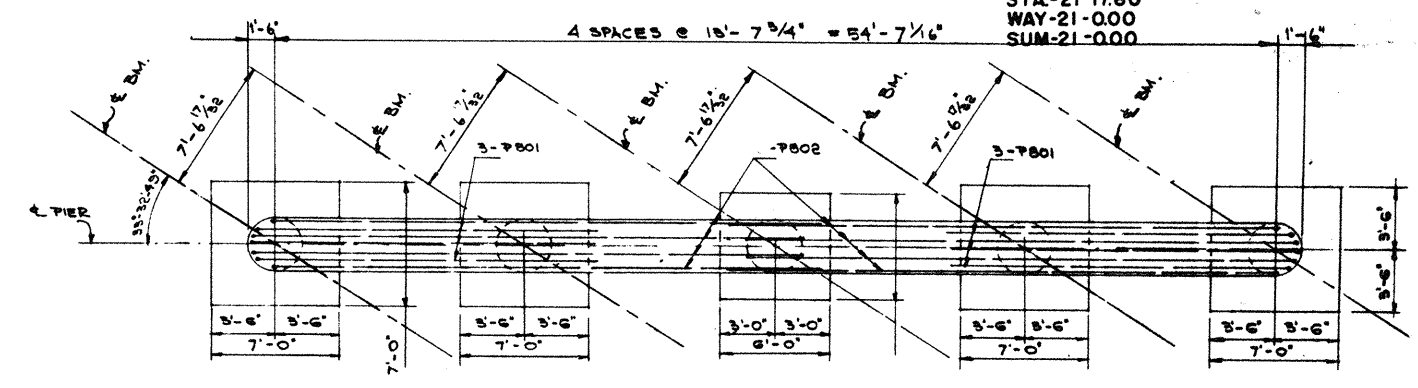 STA-21-17.80
WAY-21-0.00
SUM-21-0.00
1'-6"
4 SPACES @ 13'-7 3/4" = 54'-7 1/16"
1'-6"
℄ BM.
7'-6 17/32"
℄ BM.
7'-6 17/32"
℄ BM.
7'-6 17/32"
℄ BM.
7'-6 17/32"
℄ BM.
3-P801
-P802
3-P801
33°-32'-49"
℄ PIER
3'-6"
3'-6"
3'-6" 3'-6"
7'-0"
7'-0"
3'-6" 3'-6"
7'-0"
3'-0" 3'-0"
6'-0"
3'-6" 3'-6"
7'-0"
3'-6" 3'-6"
7'-0"